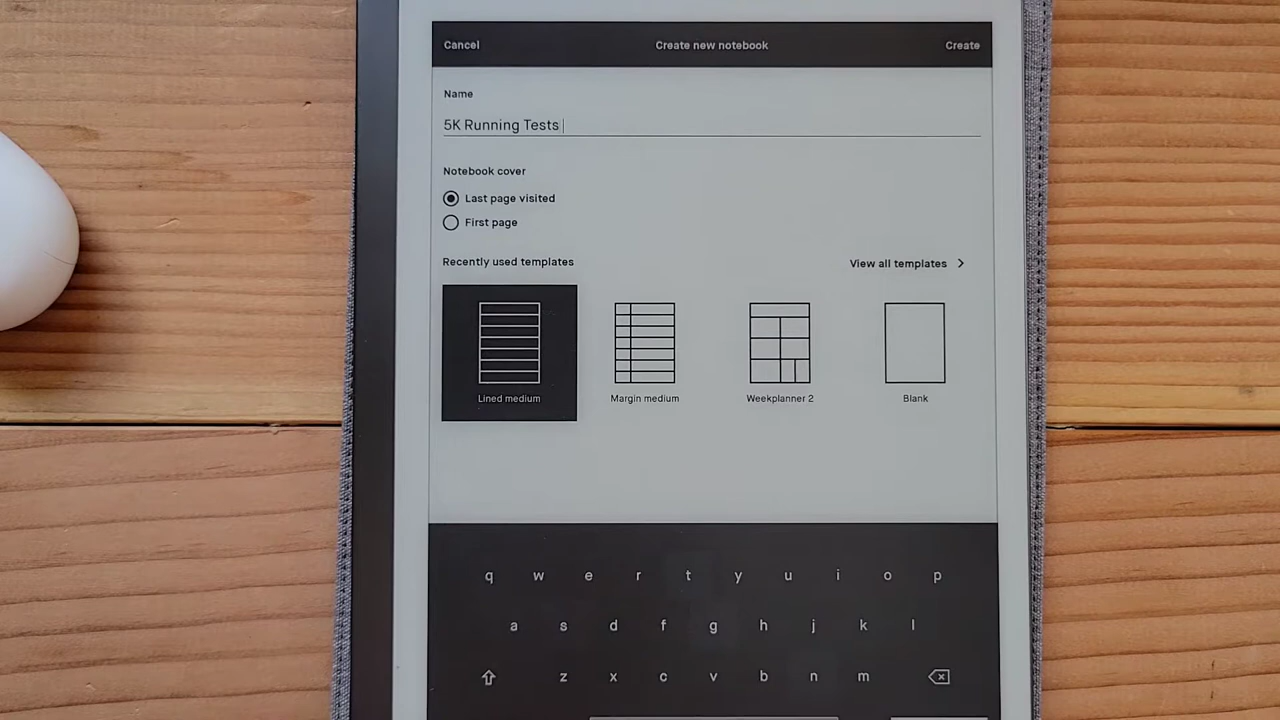 Cancel Create new notebook Create
Name
5K Running Tests
Notebook cover
Last page visited
First page
Recently used templates View all templates
Lined medium Margin medium Weekplanner 2 Blank
q w e r t y u i o p
a s d f g h j k l
z x c v b n m